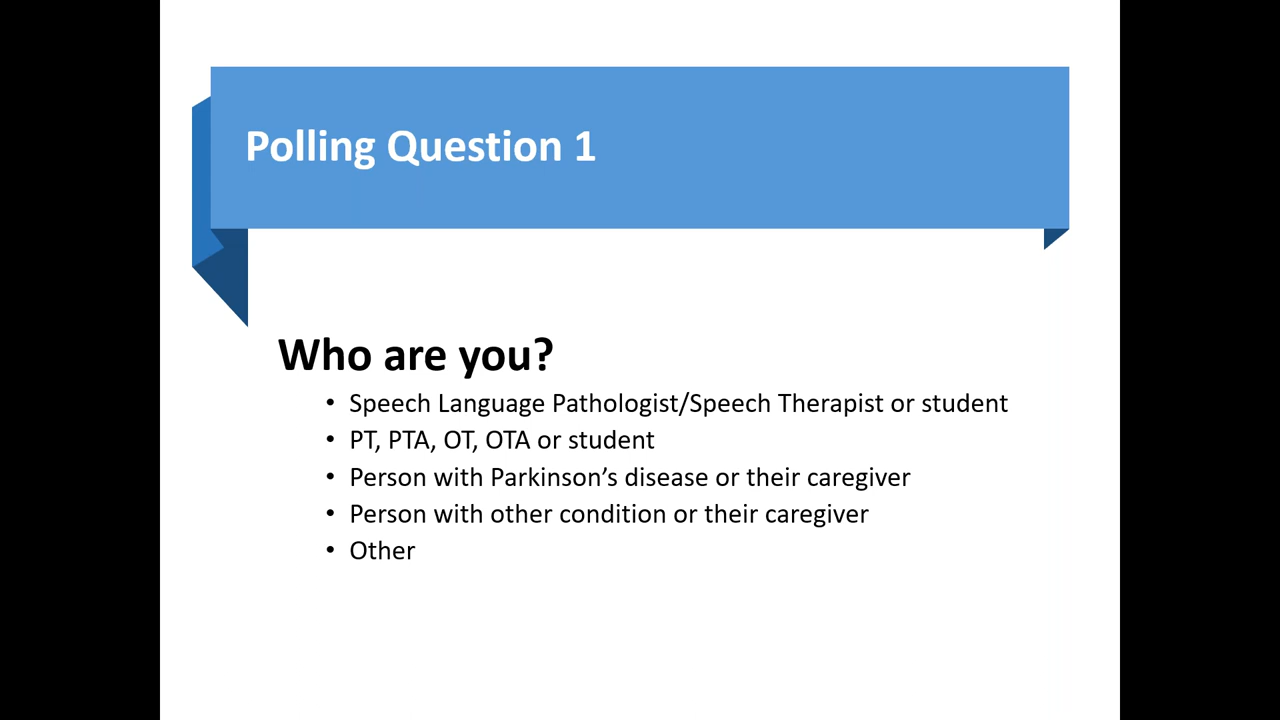 Polling Question 1
Who are you?
• Speech Language Pathologist/Speech Therapist or student
• PT, PTA, OT, OTA or student
• Person with Parkinson’s disease or their caregiver
• Person with other condition or their caregiver
• Other